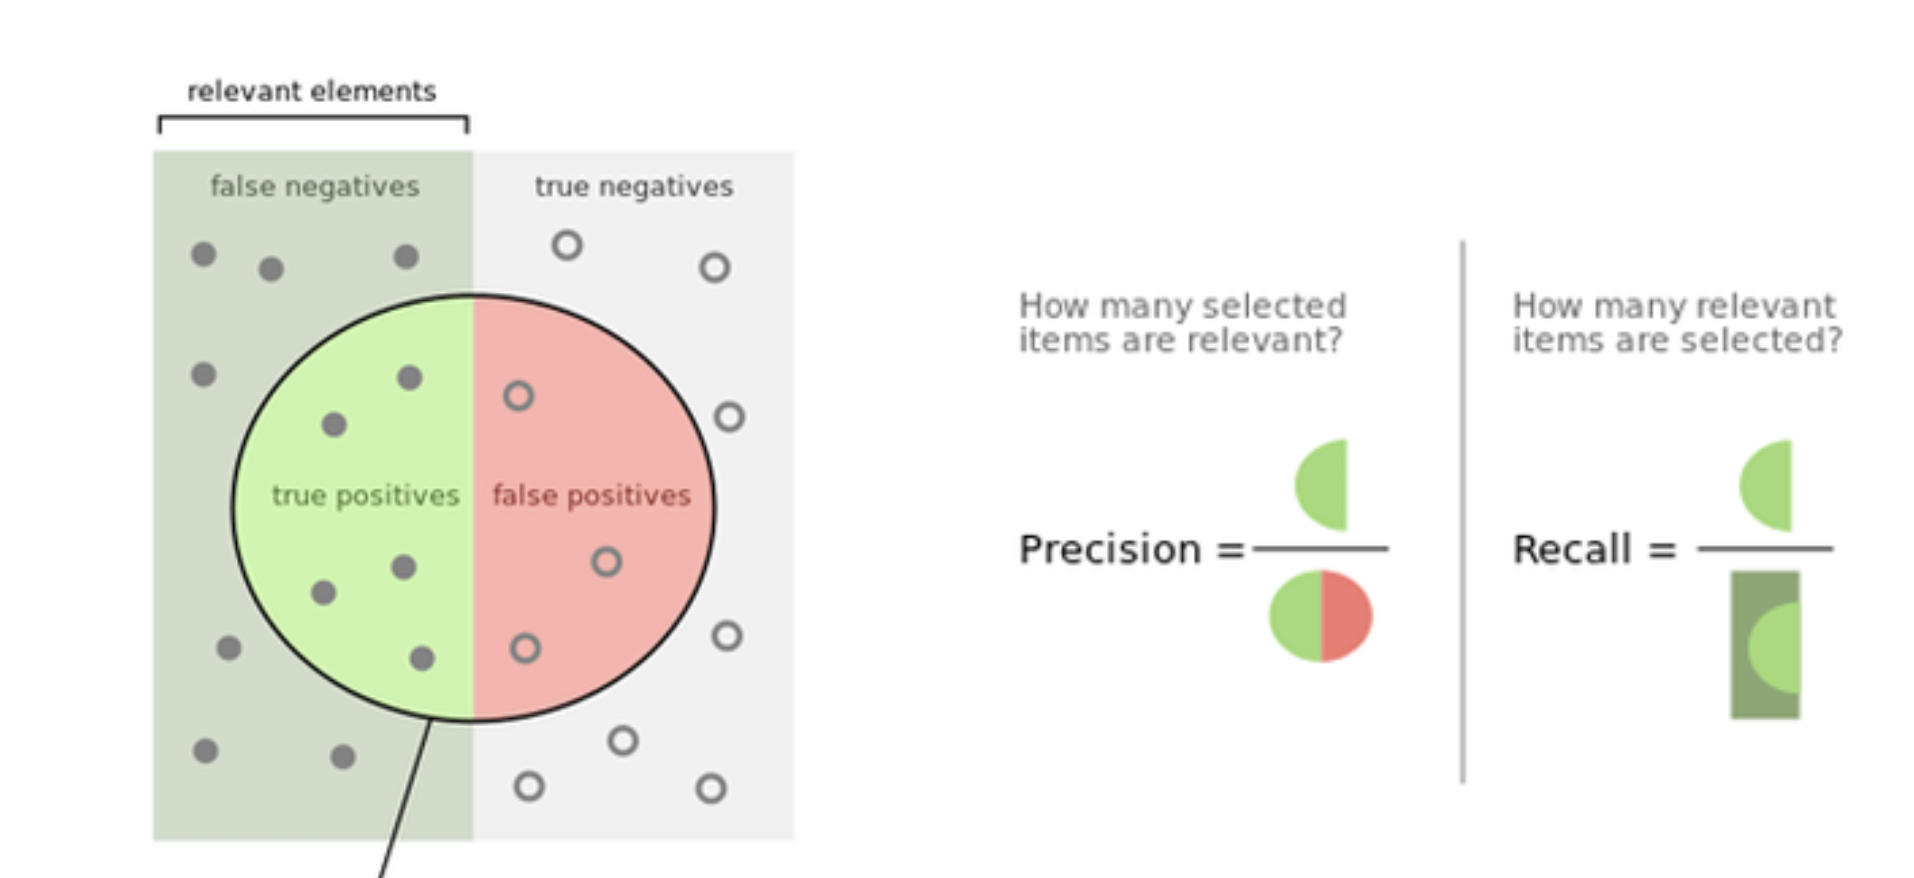 relevant elements
false negatives
true negatives
true positives
false positives
How many selected
items are relevant?
Precision =
How many relevant
items are selected?
Recall =